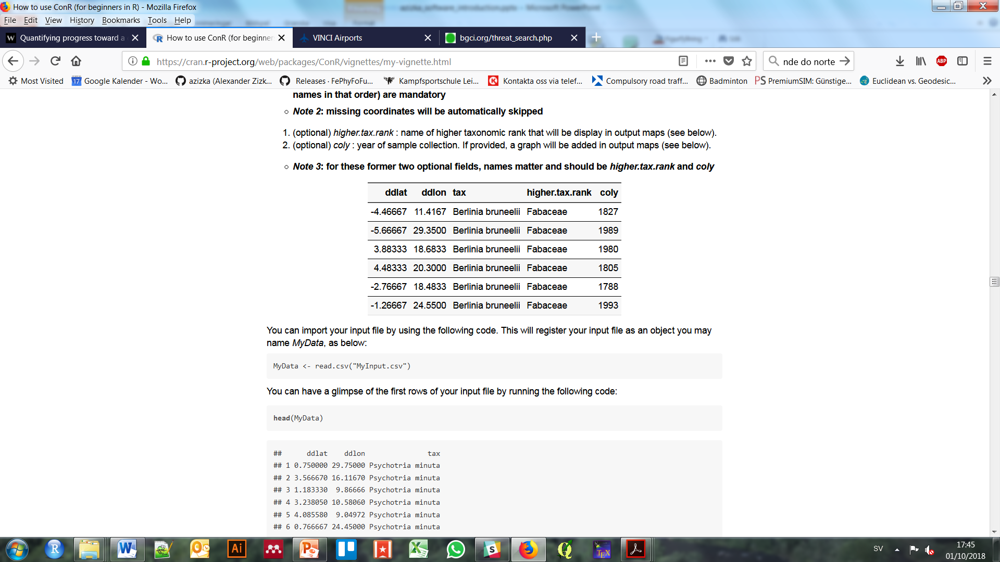 How to use ConR (for beginners in R) - Mozilla Firefox
File Edit View History Bookmarks Tools Help
W Quantifying progress toward a
How to use ConR (for beginner
VINCI Airports
bgci.org/threat_search.php
https://cran.r-project.org/web/packages/ConR/vignettes/my-vignette.html
nde do norte
ABP
Most Visited
17 Google Kalender - Wo...
azizka (Alexander Zizk...
Releases · FePhyFoFu...
Kampfsportschule Lei...
Kontakta oss via telef...
Compulsory road traff...
Badminton
PS PremiumSIM: Günstige...
Euclidean vs. Geodesic...
names in that order) are mandatory
Note 2: missing coordinates will be automatically skipped
1. (optional) higher.tax.rank : name of higher taxonomic rank that will be display in output maps (see below).
2. (optional) coly : year of sample collection. If provided, a graph will be added in output maps (see below).
Note 3: for these former two optional fields, names matter and should be higher.tax.rank and coly
ddlat ddlon tax higher.tax.rank coly
-4.46667 11.4167 Berlinia bruneelii Fabaceae 1827
-5.66667 29.3500 Berlinia bruneelii Fabaceae 1989
3.88333 18.6833 Berlinia bruneelii Fabaceae 1980
4.48333 20.3000 Berlinia bruneelii Fabaceae 1805
-2.76667 18.4833 Berlinia bruneelii Fabaceae 1788
-1.26667 24.5500 Berlinia bruneelii Fabaceae 1993
You can import your input file by using the following code. This will register your input file as an object you may
name MyData, as below:
MyData <- read.csv("MyInput.csv")
You can have a glimpse of the first rows of your input file by running the following code:
head(MyData)
## ddlat ddlon tax
## 1 0.750000 29.75000 Psychotria minuta
## 2 3.566670 16.11670 Psychotria minuta
## 3 1.183330 9.86666 Psychotria minuta
## 4 3.238050 10.58060 Psychotria minuta
## 5 4.085580 9.04972 Psychotria minuta
## 6 0.766667 24.45000 Psychotria minuta
SV
17:45
01/10/2018